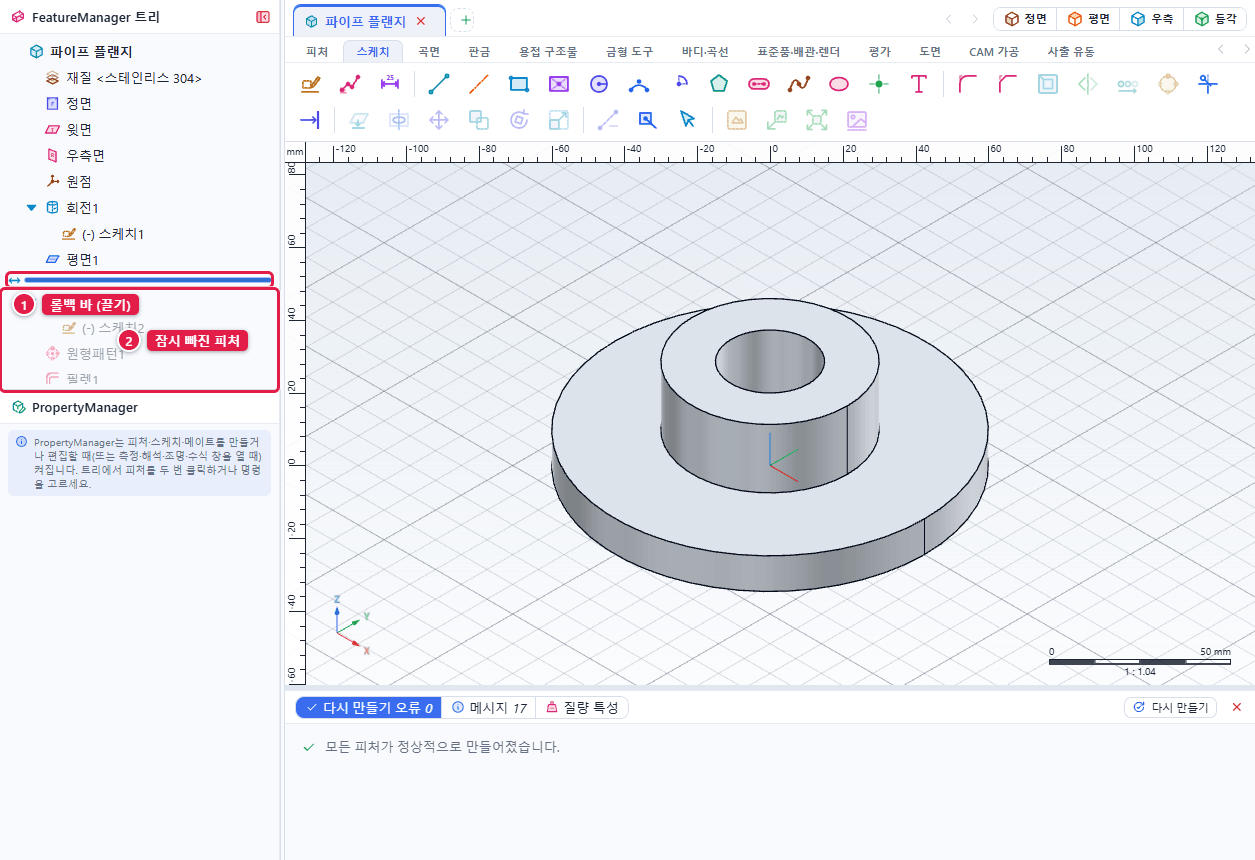 FeatureManager 트리
파이프 플랜지
재질 <스테인리스 304>
정면
윗면
우측면
원점
회전1
(-) 스케치1
평면1
1 롤백 바 (끌기)
(-) 스케치2
2 잠시 빠진 피처
원형패턴1
필렛1
PropertyManager
PropertyManager는 피처·스케치·메이트를 만들거
나 편집할 때(또는 측정·해석·조명·수식 창을 열 때)
켜집니다. 트리에서 피처를 두 번 클릭하거나 명령
을 고르세요.
파이프 플랜지
정면 평면 우측 등각
피처 스케치 곡면 판금 용접 구조물 금형 도구 바디·곡선 표준품·배관·렌더 평가 도면 CAM 가공 사출 유동
25
mm -120 -100 -80 -60 -40 -20 0 20 40 60 80 100 120
80
60
40
20
0
-20
-40
-60
Z
Y
X
0 50 mm
1 : 1.04
다시 만들기 오류 0 메시지 17 질량 특성 다시 만들기
모든 피처가 정상적으로 만들어졌습니다.